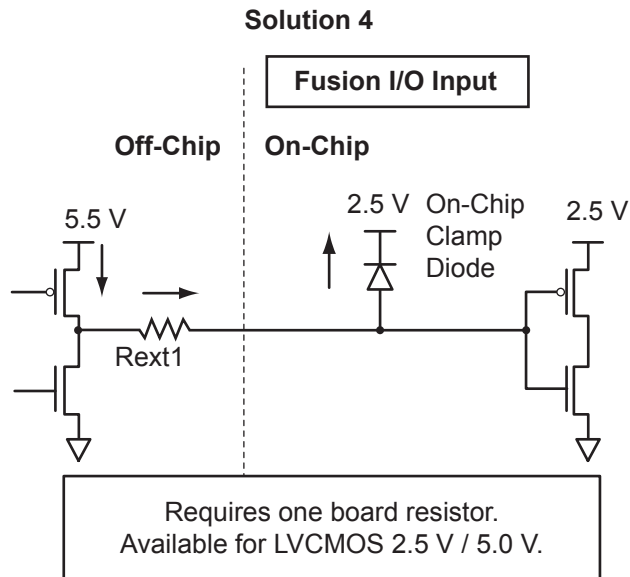 Solution 4
Fusion I/O Input
Off-Chip
On-Chip
5.5 V
2.5 V
On-Chip
Clamp
Diode
2.5 V
Rext1
Requires one board resistor.
Available for LVCMOS 2.5 V / 5.0 V.